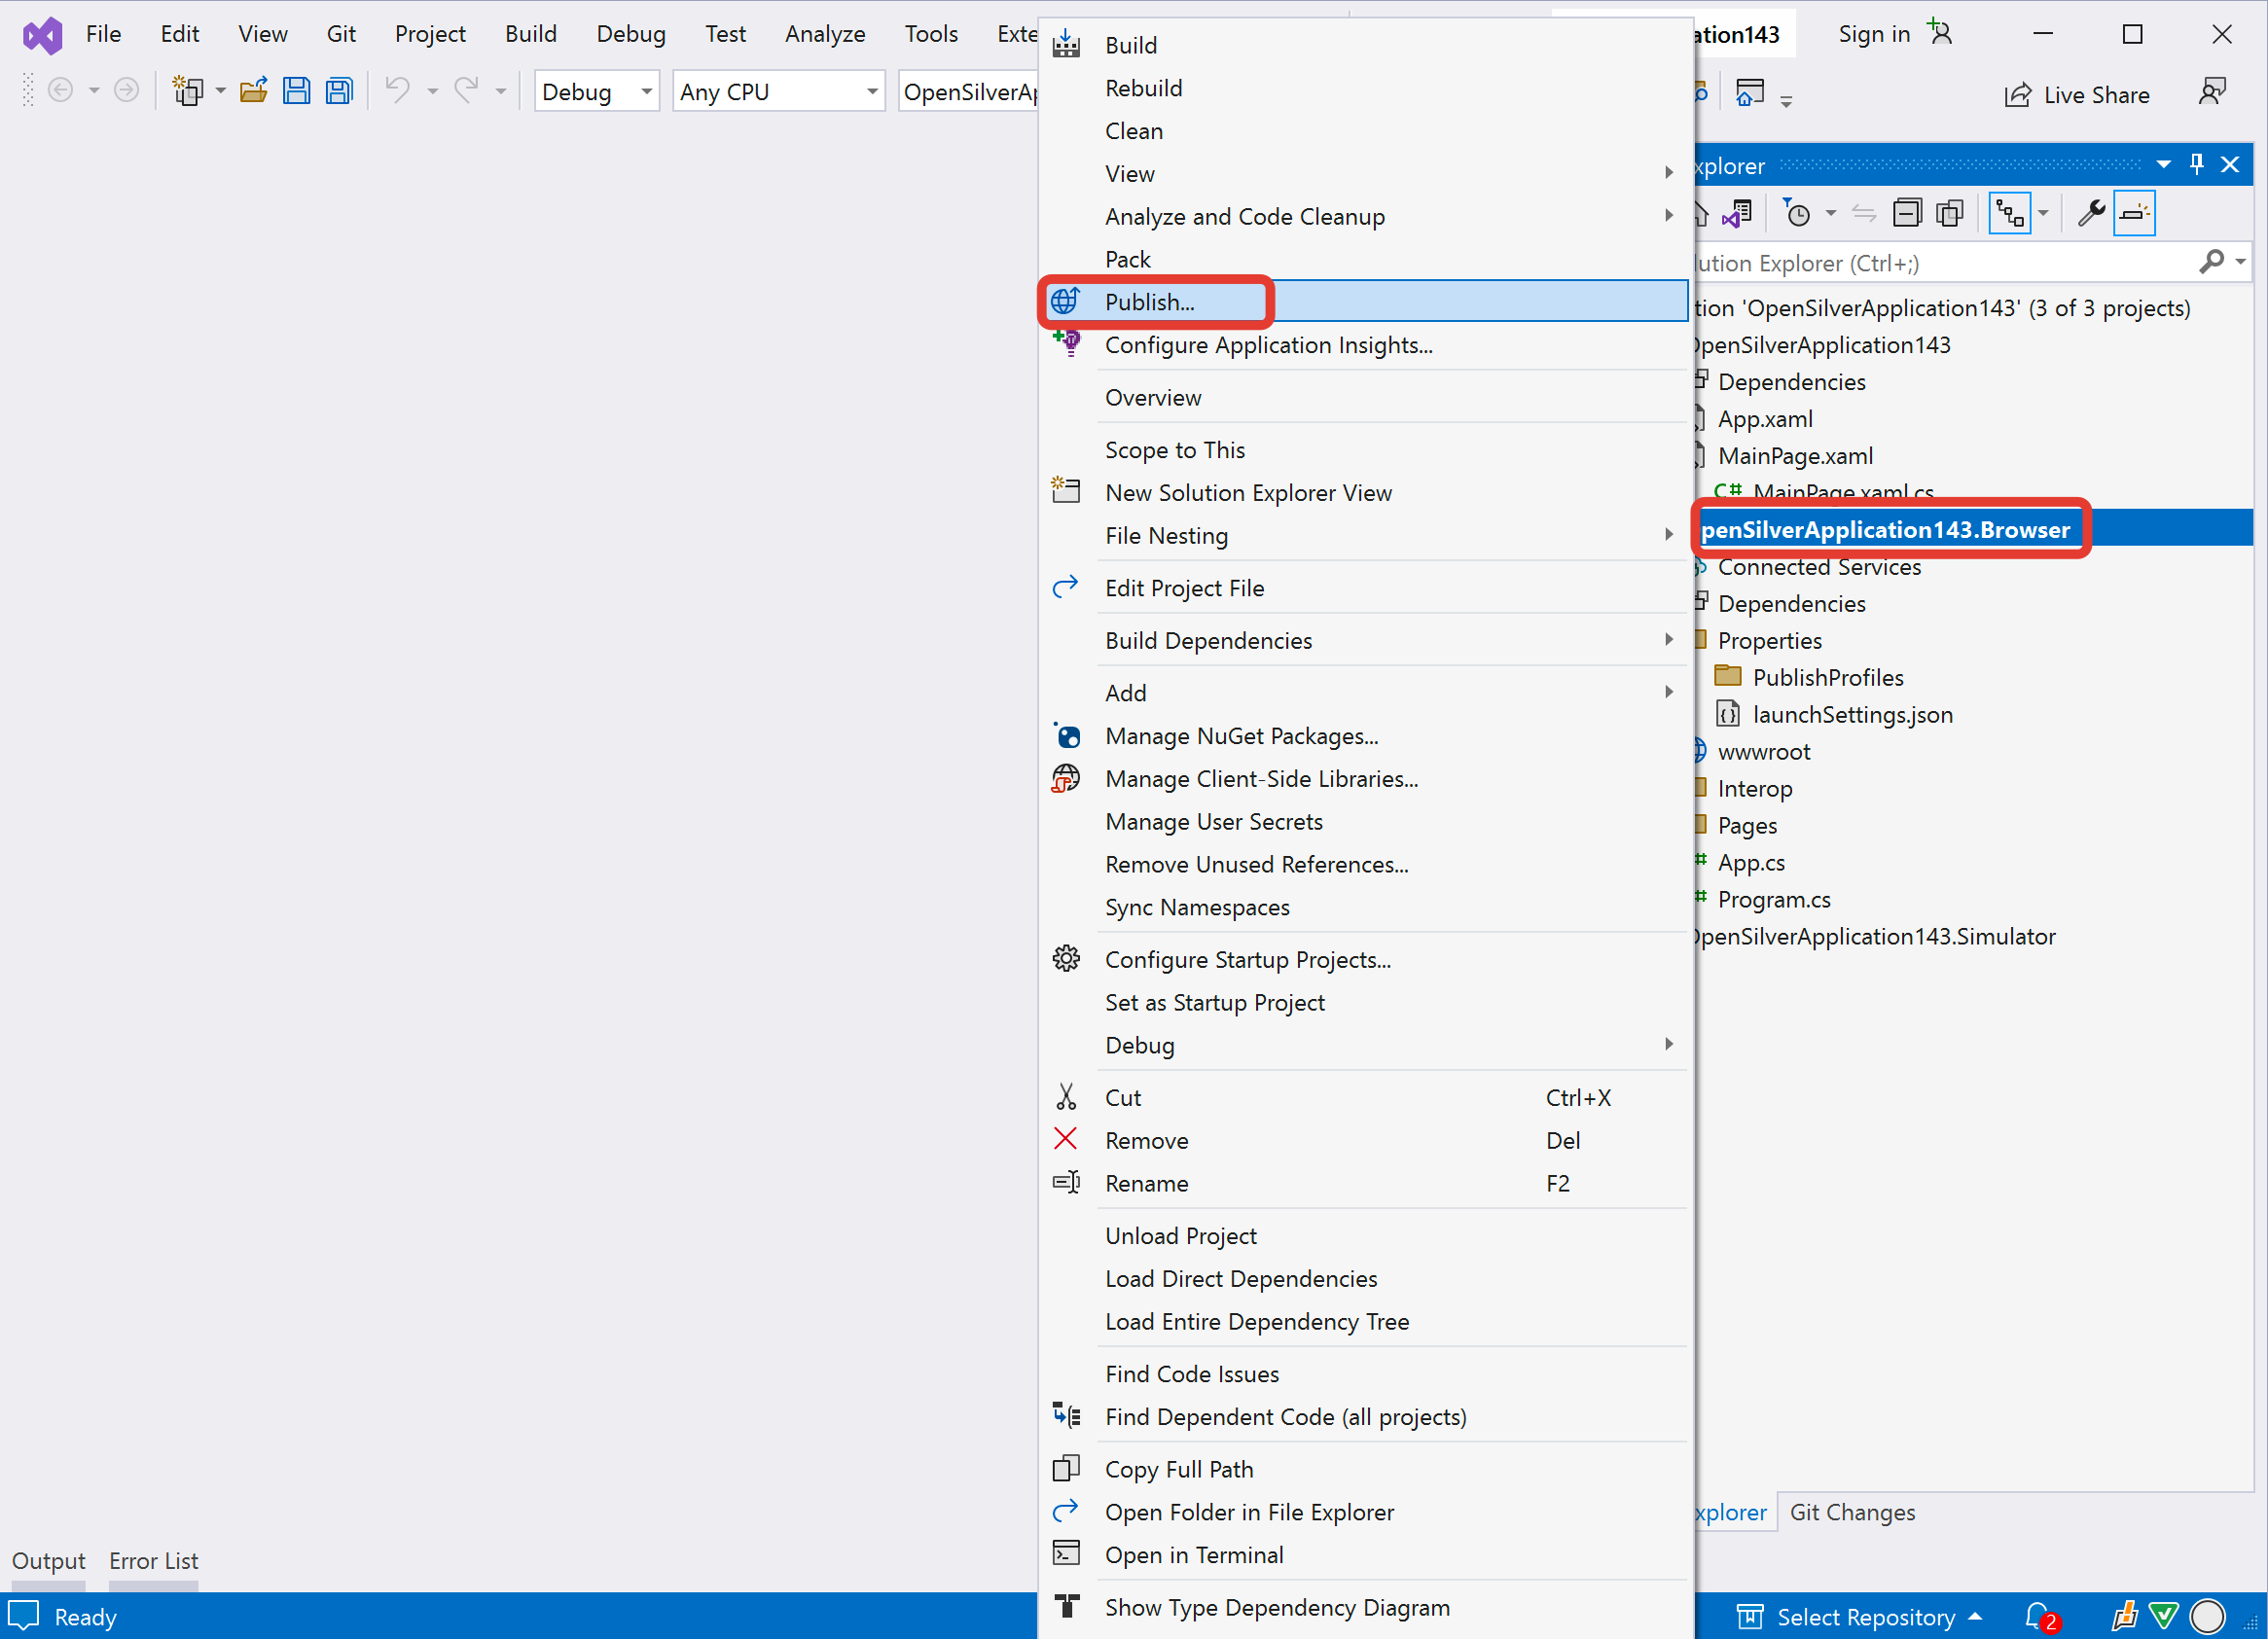 File Edit View Git Project Build Debug Test Analyze Tools Exte
ation143 Sign in
Debug Any CPU OpenSilverAp
Live Share
Build
Rebuild
Clean
View
Analyze and Code Cleanup
Pack
Publish...
Configure Application Insights...
Overview
Scope to This
New Solution Explorer View
File Nesting
Edit Project File
Build Dependencies
Add
Manage NuGet Packages...
Manage Client-Side Libraries...
Manage User Secrets
Remove Unused References...
Sync Namespaces
Configure Startup Projects...
Set as Startup Project
Debug
Cut Ctrl+X
Remove Del
Rename F2
Unload Project
Load Direct Dependencies
Load Entire Dependency Tree
Find Code Issues
Find Dependent Code (all projects)
Copy Full Path
Open Folder in File Explorer
Open in Terminal
Show Type Dependency Diagram
xplorer
lution Explorer (Ctrl+;)
tion 'OpenSilverApplication143' (3 of 3 projects)
OpenSilverApplication143
Dependencies
App.xaml
MainPage.xaml
C# MainPage.xaml.cs
penSilverApplication143.Browser
Connected Services
Dependencies
Properties
PublishProfiles
launchSettings.json
wwwroot
Interop
Pages
App.cs
Program.cs
OpenSilverApplication143.Simulator
xplorer Git Changes
Output Error List
Ready
Select Repository 2